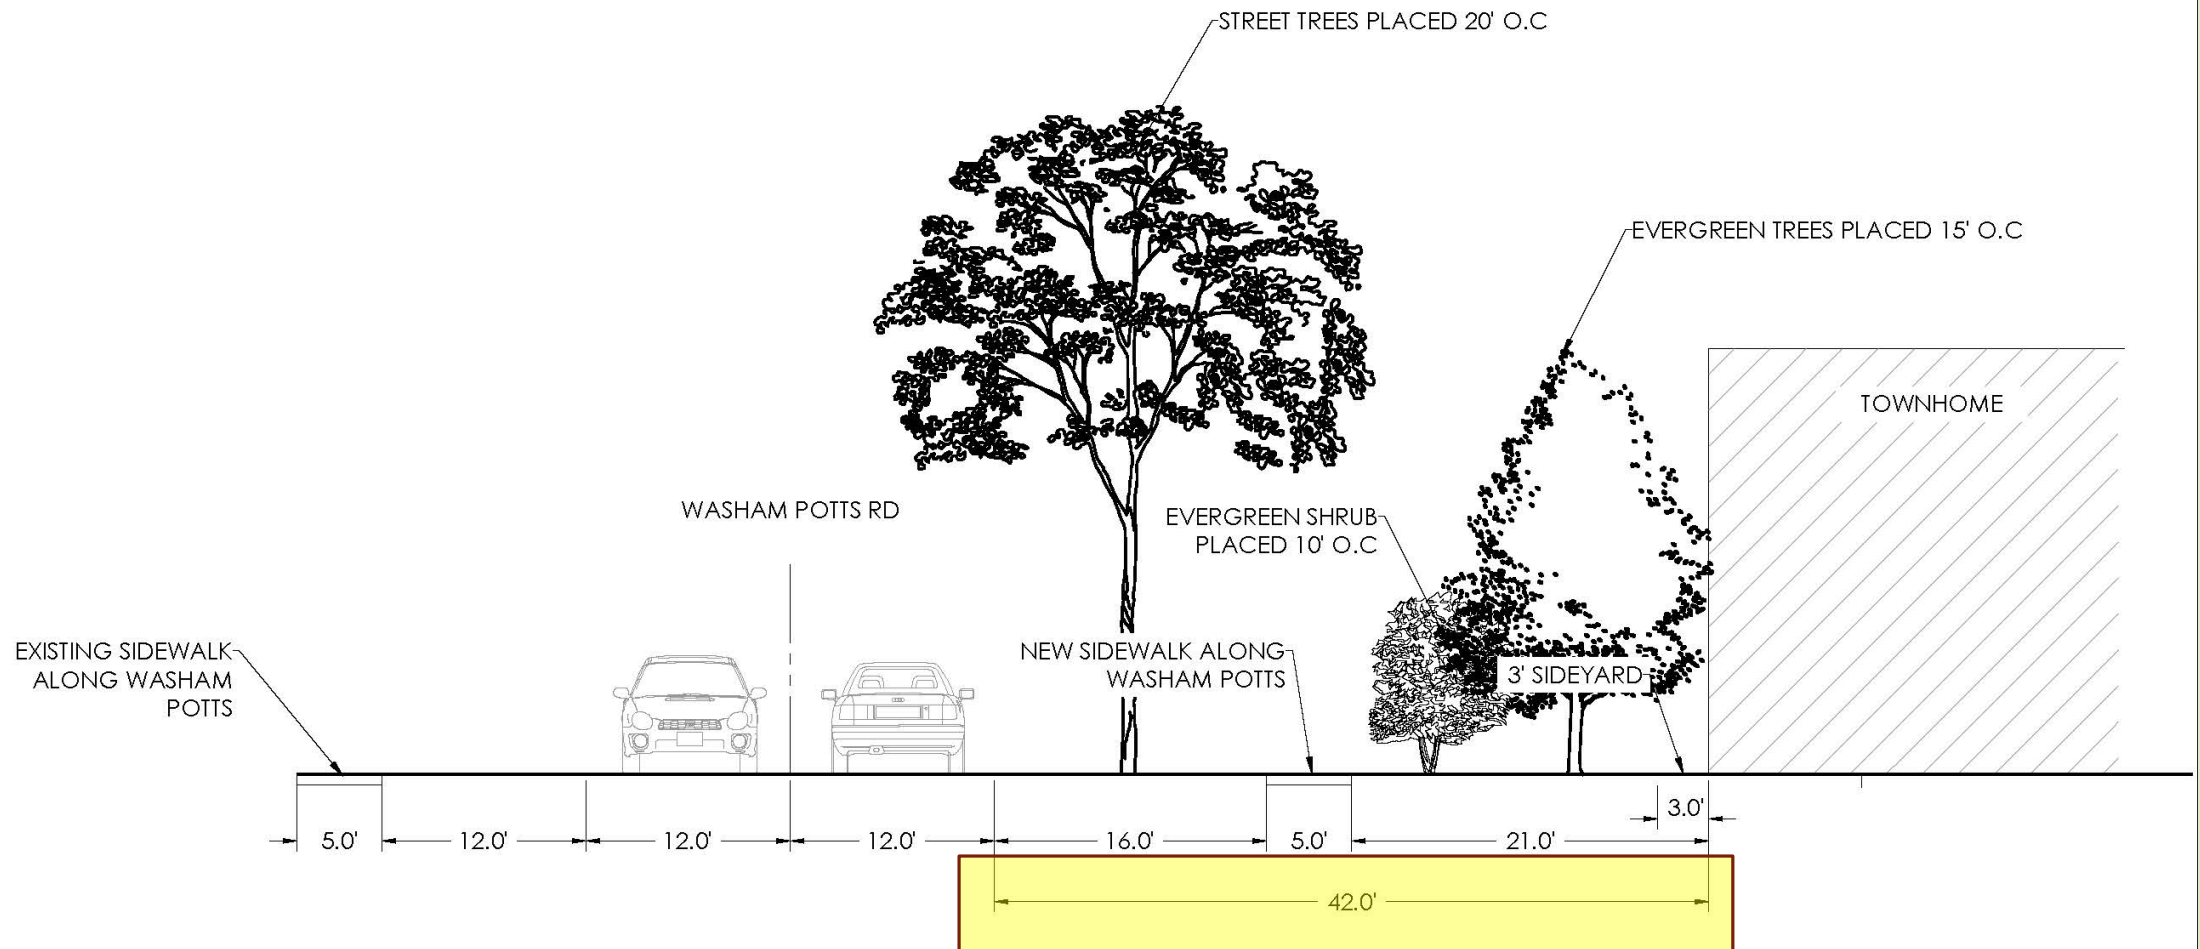 STREET TREES PLACED 20' O.C
EVERGREEN TREES PLACED 15' O.C
TOWNHOME
WASHAM POTTS RD
EVERGREEN SHRUB
PLACED 10' O.C
EXISTING SIDEWALK
ALONG WASHAM
POTTS
NEW SIDEWALK ALONG
WASHAM POTTS
3' SIDEYARD
3.0'
5.0' 12.0' 12.0' 12.0' 16.0' 5.0' 21.0'
42.0'